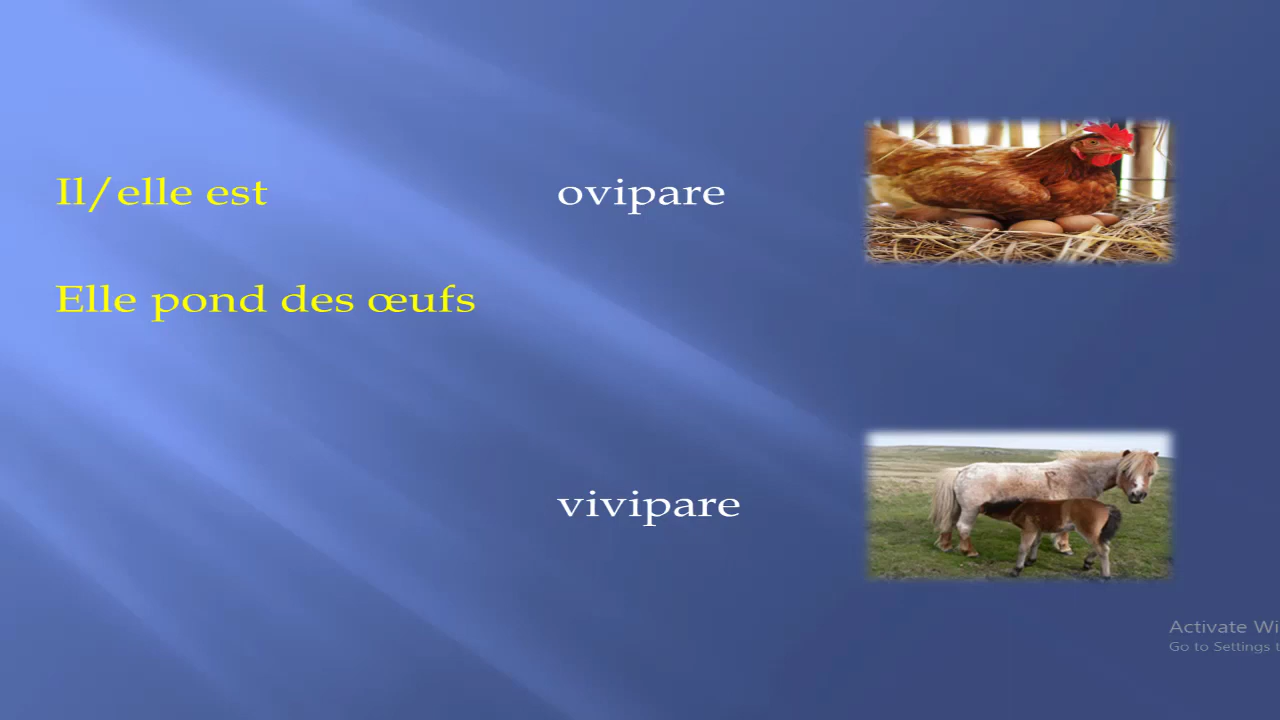 Il/elle est ovipare
Elle pond des œufs
vivipare
Activate Wi
Go to Settings t